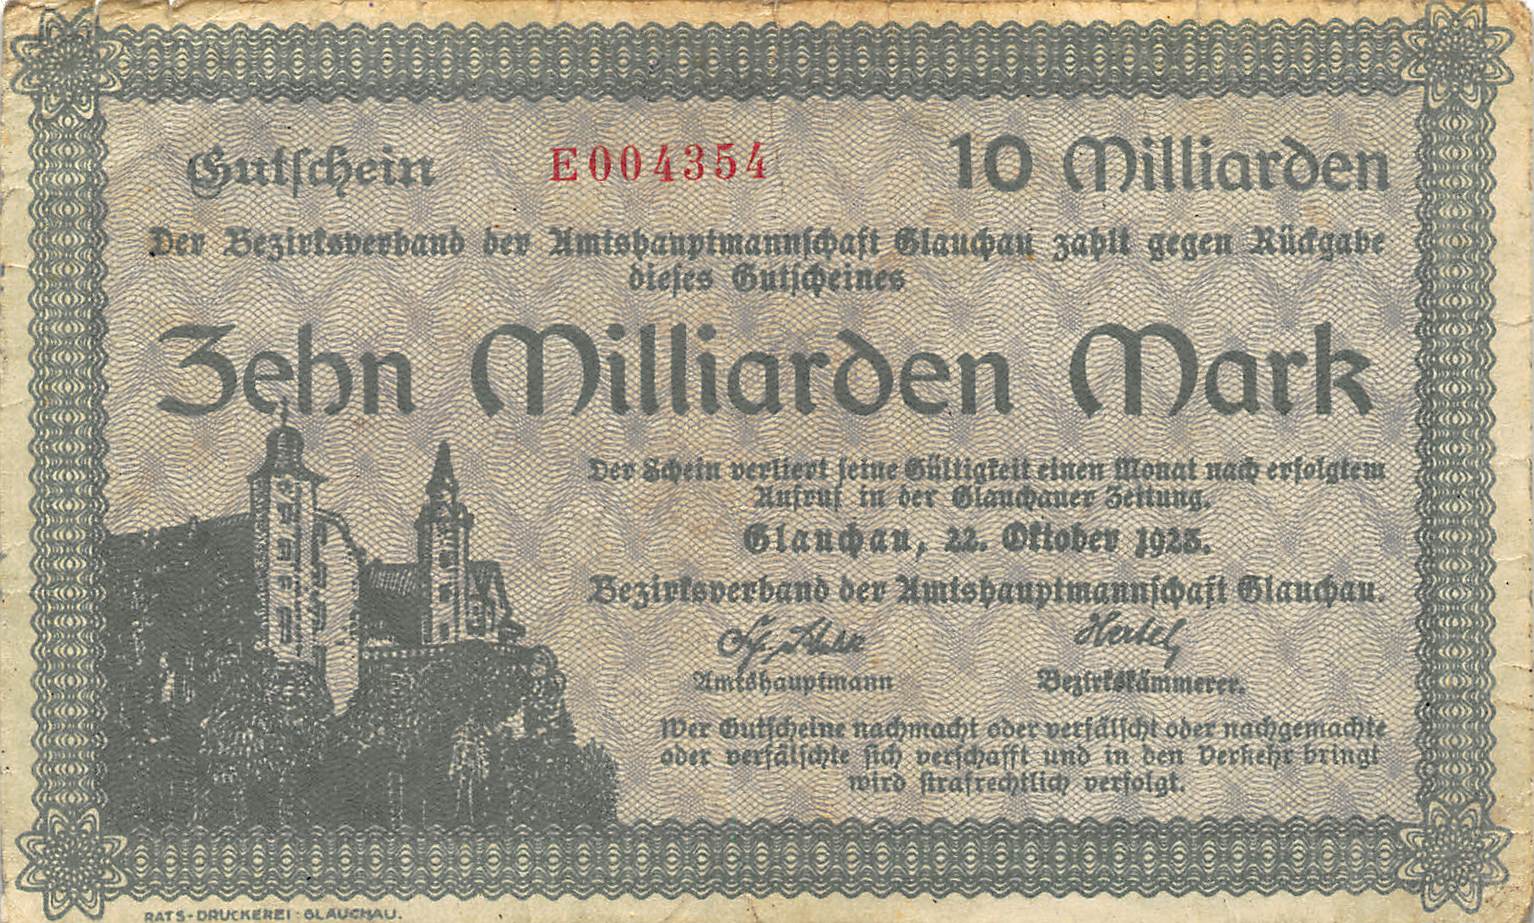 Gutschein E004354 10 Milliarden
Der Bezirksverband der Amtshauptmannschaft Glauchau zahlt gegen Rückgabe
dieses Gutscheines
Zehn Milliarden Mark
Der Schein verliert seine Gültigkeit einen Monat nach erfolgtem
Aufruf in der Glauchauer Zeitung.
Glauchau, 22. Oktober 1923.
Bezirksverband der Amtshauptmannschaft Glauchau.
Hertel
Amtshauptmann Bezirkskämmerer.
Wer Gutscheine nachmacht oder verfälscht oder nachgemachte
oder verfälschte sich verschafft und in den Verkehr bringt
wird strafrechtlich verfolgt.
RATS-DRUCKEREI GLAUCHAU.